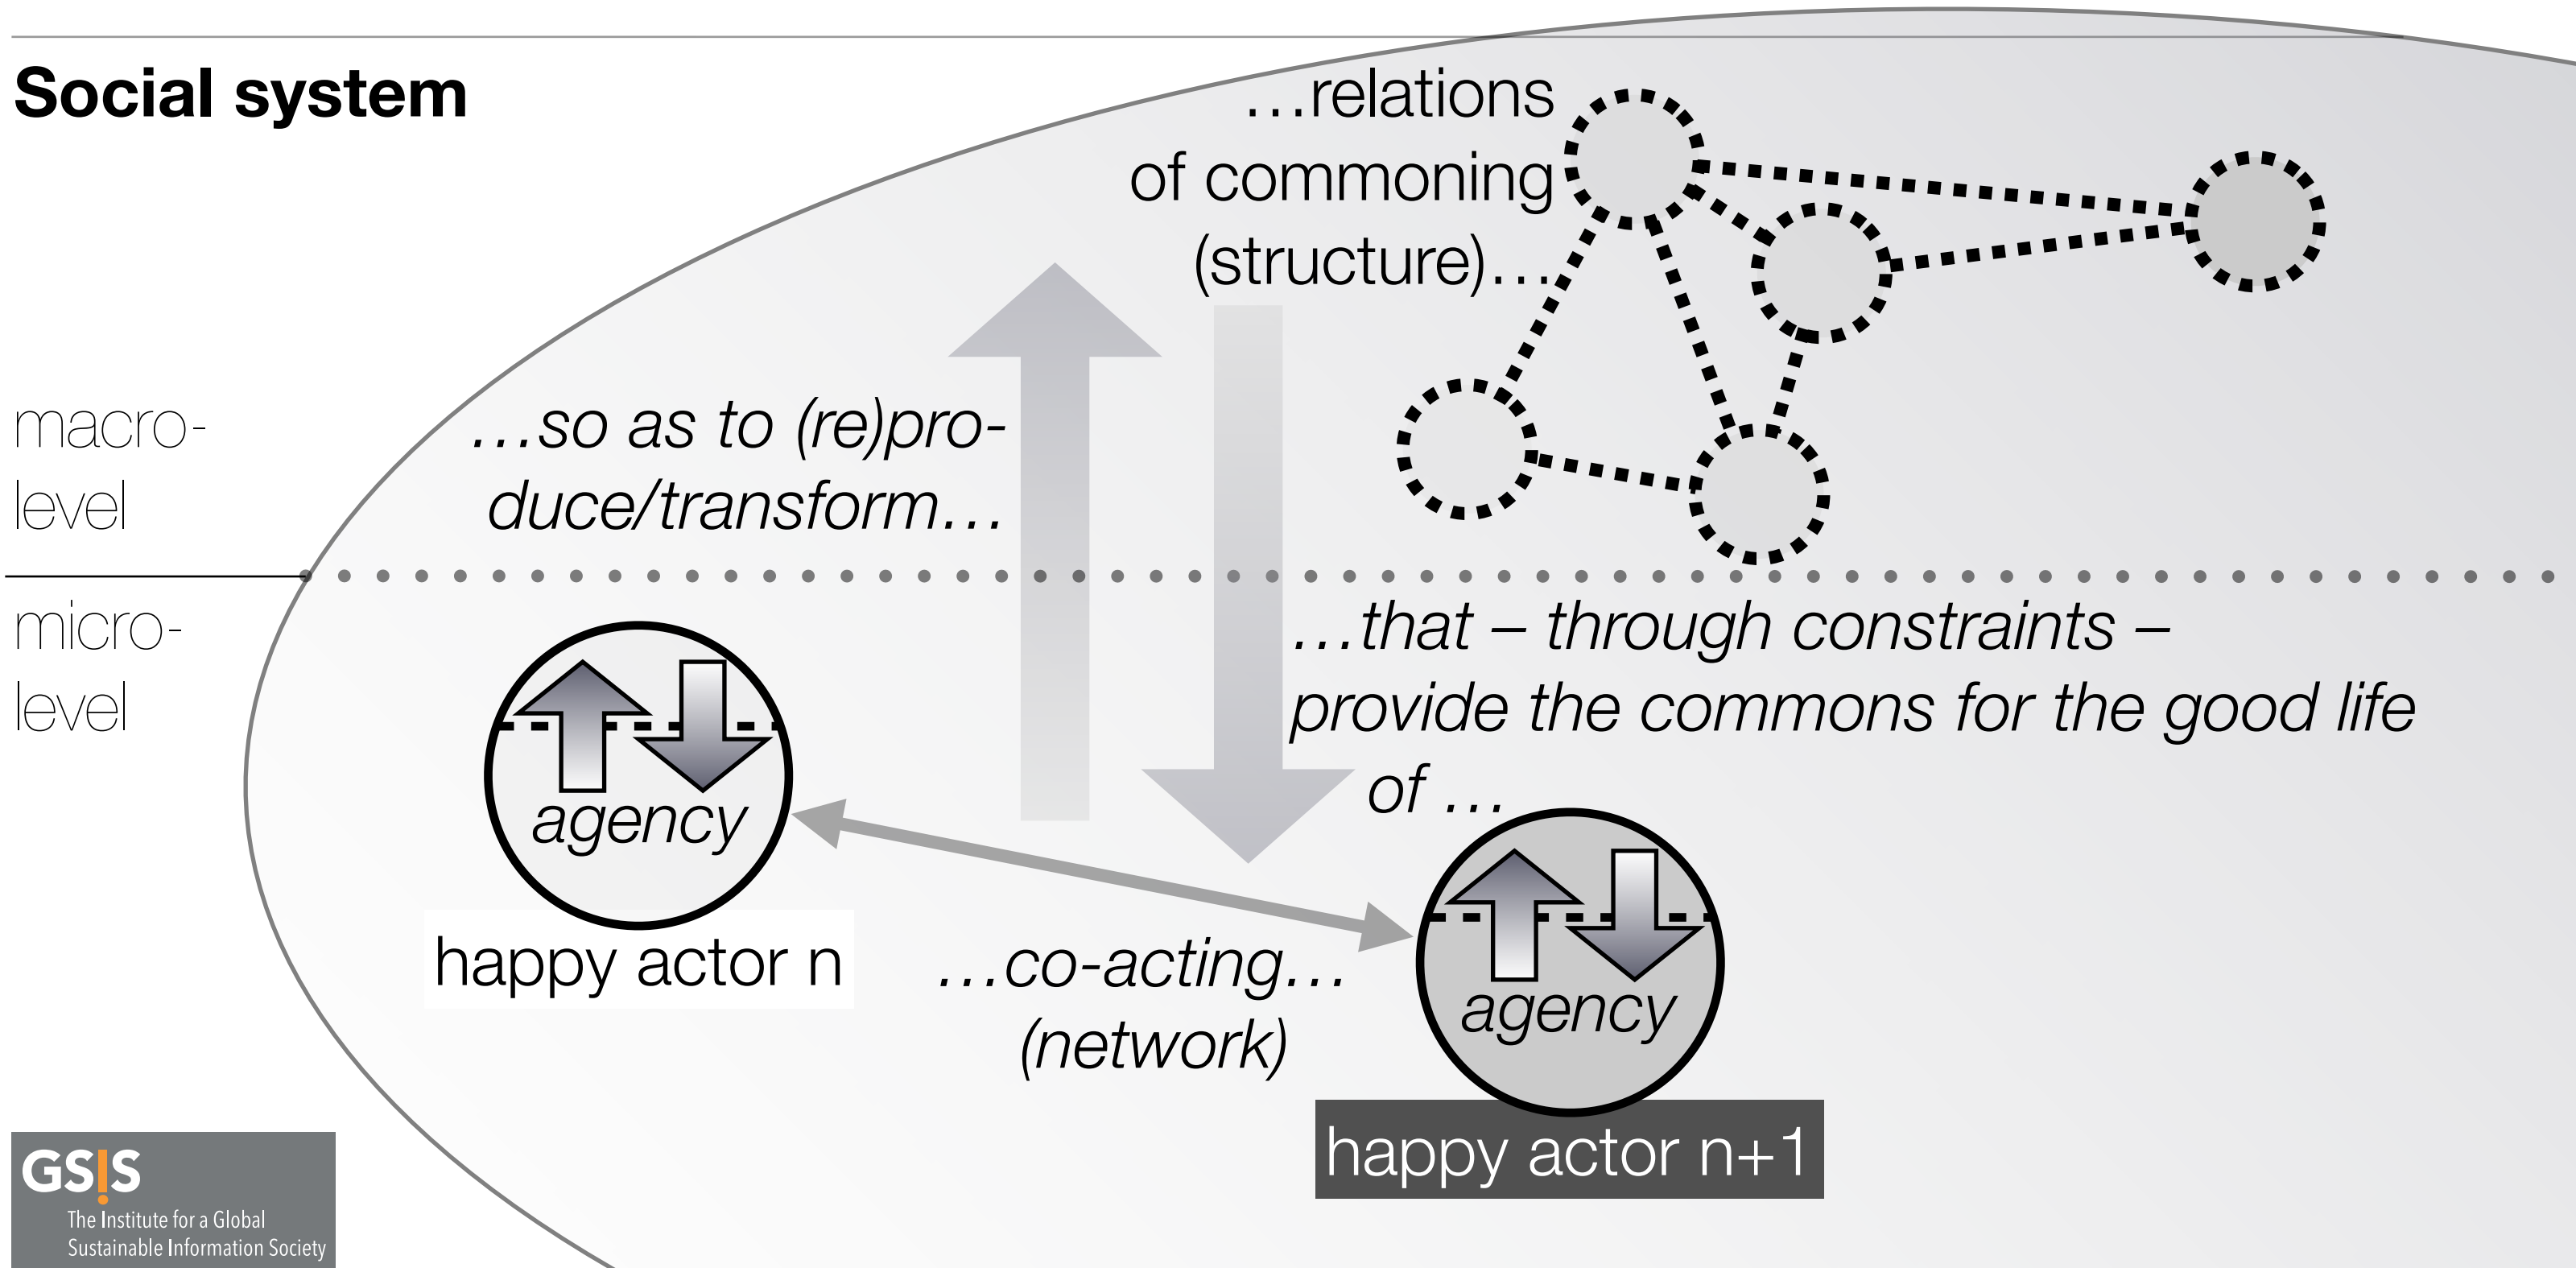 Social system
…relations
of commoning
(structure)…
macro-
level
…so as to (re)pro-
duce/transform…
micro-
level
…that – through constraints –
provide the commons for the good life
of …
agency
happy actor n
…co-acting…
(network)
agency
happy actor n+1
GS!S
The Institute for a Global
Sustainable Information Society